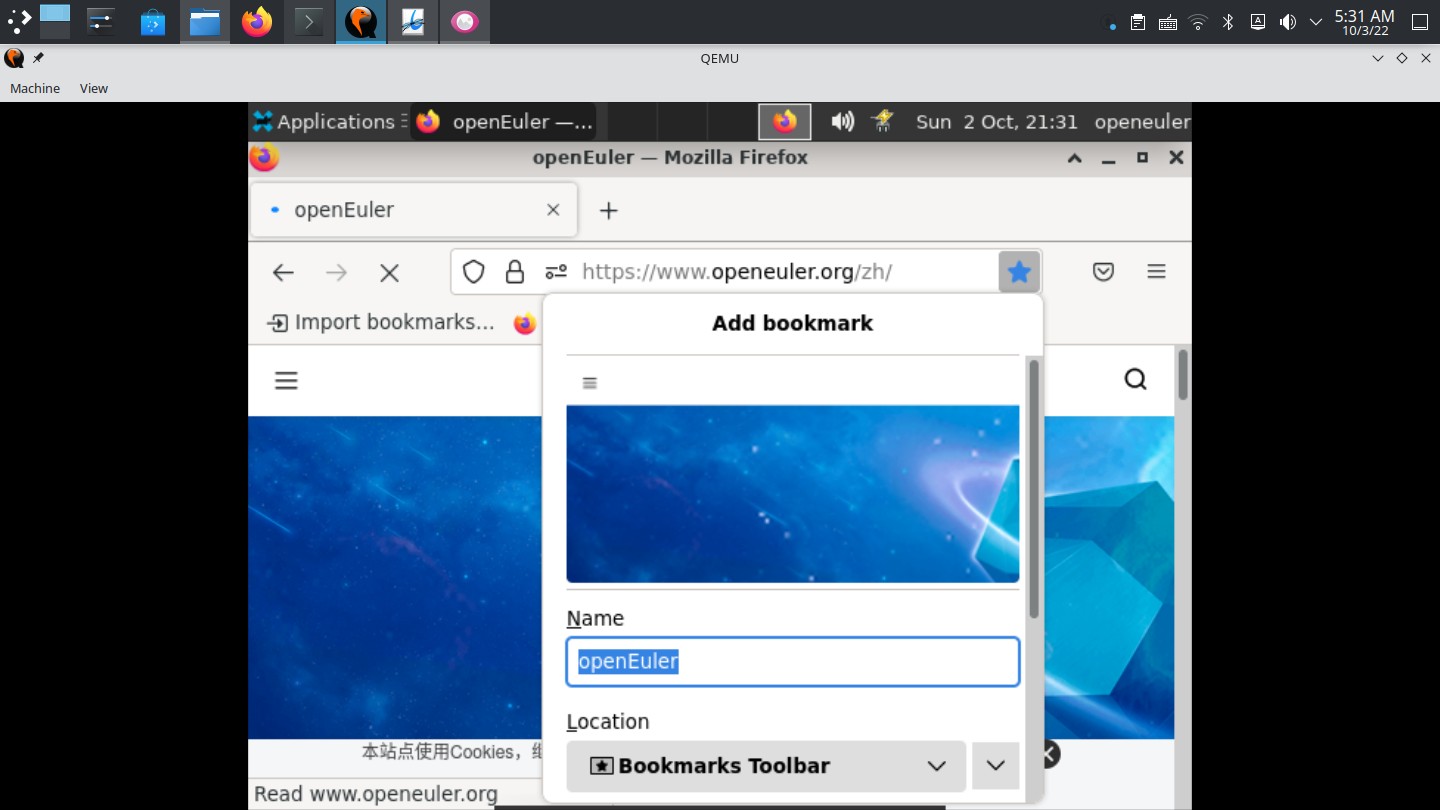 5:31 AM
10/3/22
QEMU
Machine View
Applications openEuler —... Sun 2 Oct, 21:31 openeuler
openEuler — Mozilla Firefox
openEuler
https://www.openeuler.org/zh/
Import bookmarks...
Add bookmark
Name
openEuler
Location
本站点使用Cookies，
Bookmarks Toolbar
Read www.openeuler.org